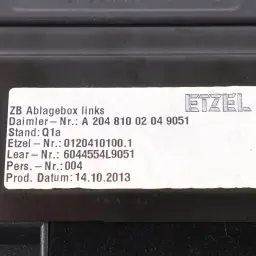 ETZEL
ZB Ablagebox links
Daimler-Nr.: A 204 810 02 04 9051
Stand: Q1a
Etzel-Nr.: 0120410100.1
Lear-Nr.: 6044554L9051
Pers.-Nr.: 004
Prod. Datum: 14.10.2013